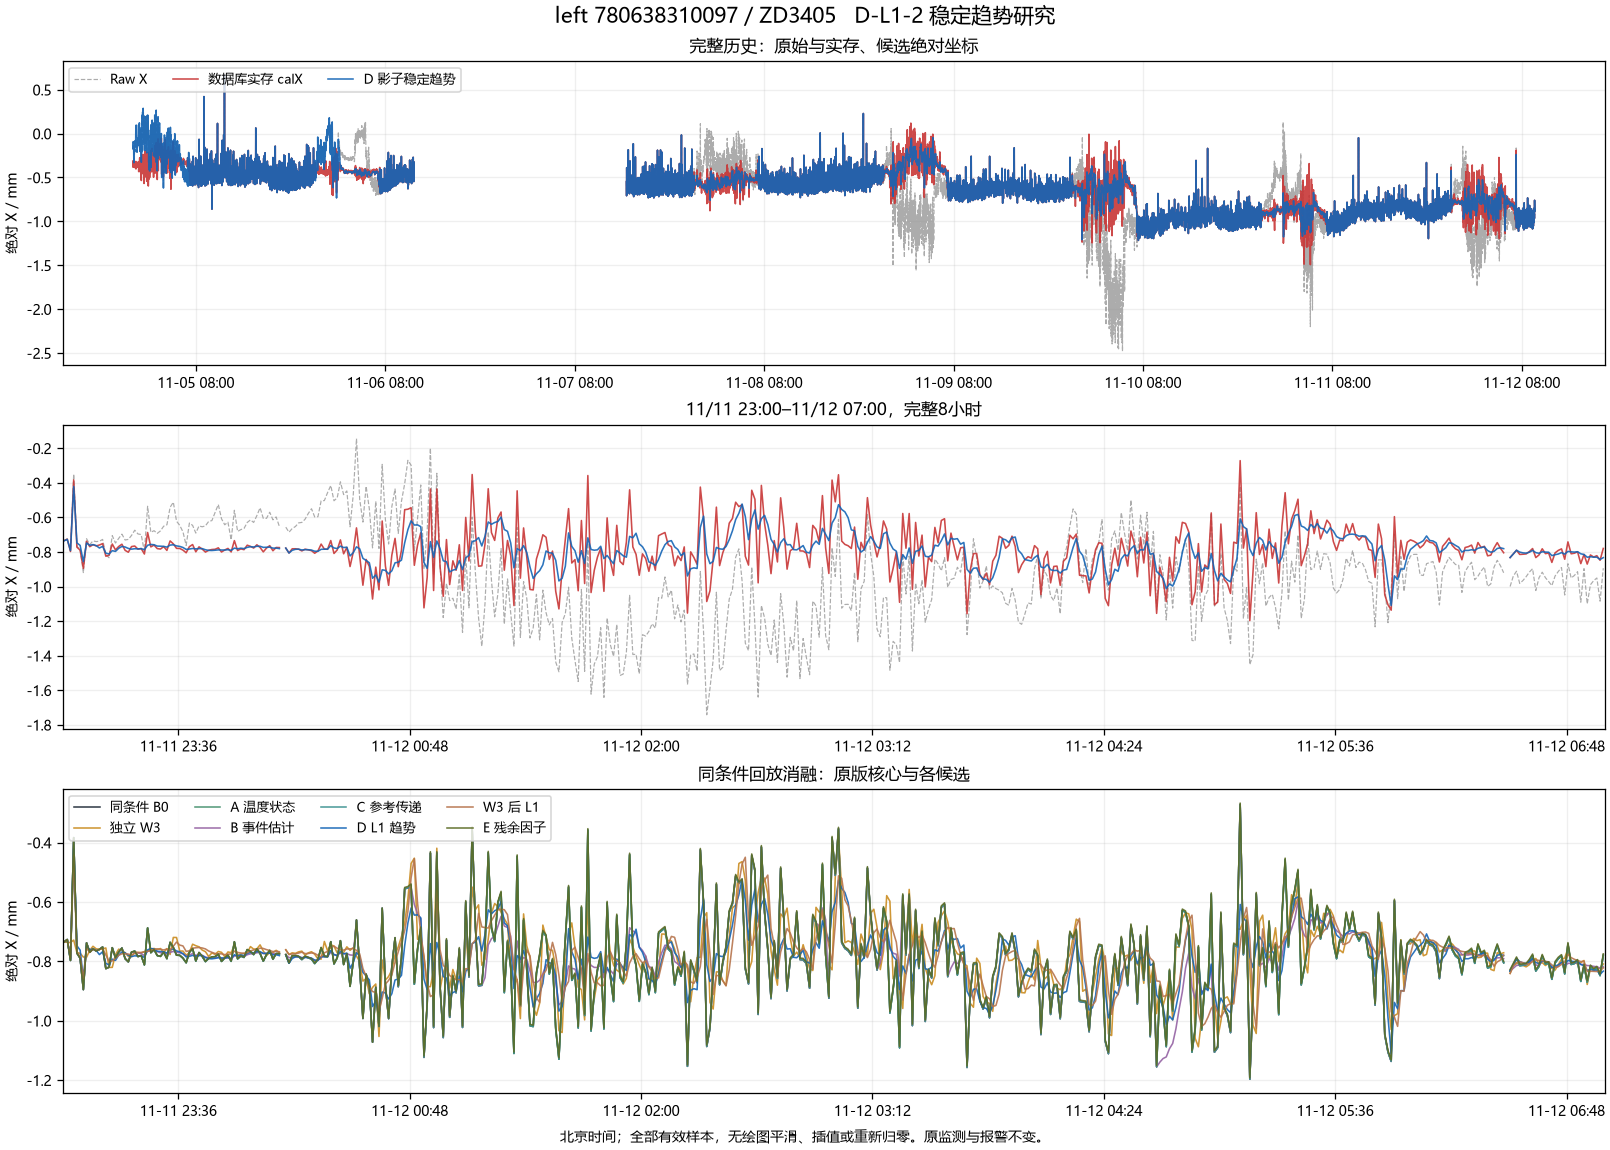 left 780638310097 / ZD3405   D-L1-2 稳定趋势研究
完整历史：原始与实存、候选绝对坐标
Raw X
数据库实存 calX
D 影子稳定趋势
绝对 X / mm
0.5
0.0
-0.5
-1.0
-1.5
-2.0
-2.5
11-05 08:00
11-06 08:00
11-07 08:00
11-08 08:00
11-09 08:00
11-10 08:00
11-11 08:00
11-12 08:00
11/11 23:00–11/12 07:00，完整8小时
绝对 X / mm
-0.2
-0.4
-0.6
-0.8
-1.0
-1.2
-1.4
-1.6
-1.8
11-11 23:36
11-12 00:48
11-12 02:00
11-12 03:12
11-12 04:24
11-12 05:36
11-12 06:48
同条件回放消融：原版核心与各候选
同条件 B0
A 温度状态
C 参考传递
W3 后 L1
独立 W3
B 事件估计
D L1 趋势
E 残余因子
绝对 X / mm
-0.4
-0.6
-0.8
-1.0
-1.2
11-11 23:36
11-12 00:48
11-12 02:00
11-12 03:12
11-12 04:24
11-12 05:36
11-12 06:48
北京时间；全部有效样本，无绘图平滑、插值或重新归零。原监测与报警不变。